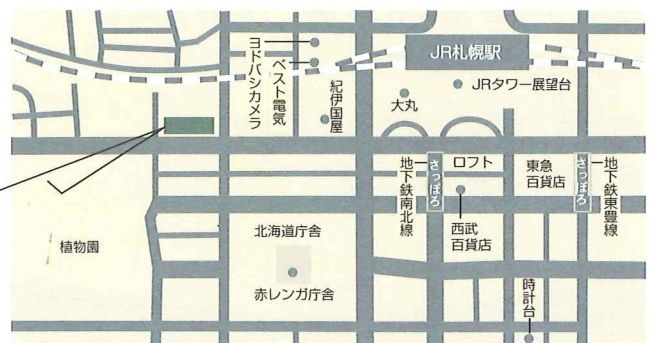 JR札幌駅
ヨドバシカメラ
ベスト電気
紀伊国屋
大丸
JRタワー展望台
地下鉄南北線
さっぽろ
ロフト
東急
百貨店
さっぽろ
地下鉄東豊線
西武
百貨店
植物園
北海道庁舎
赤レンガ庁舎
時計台